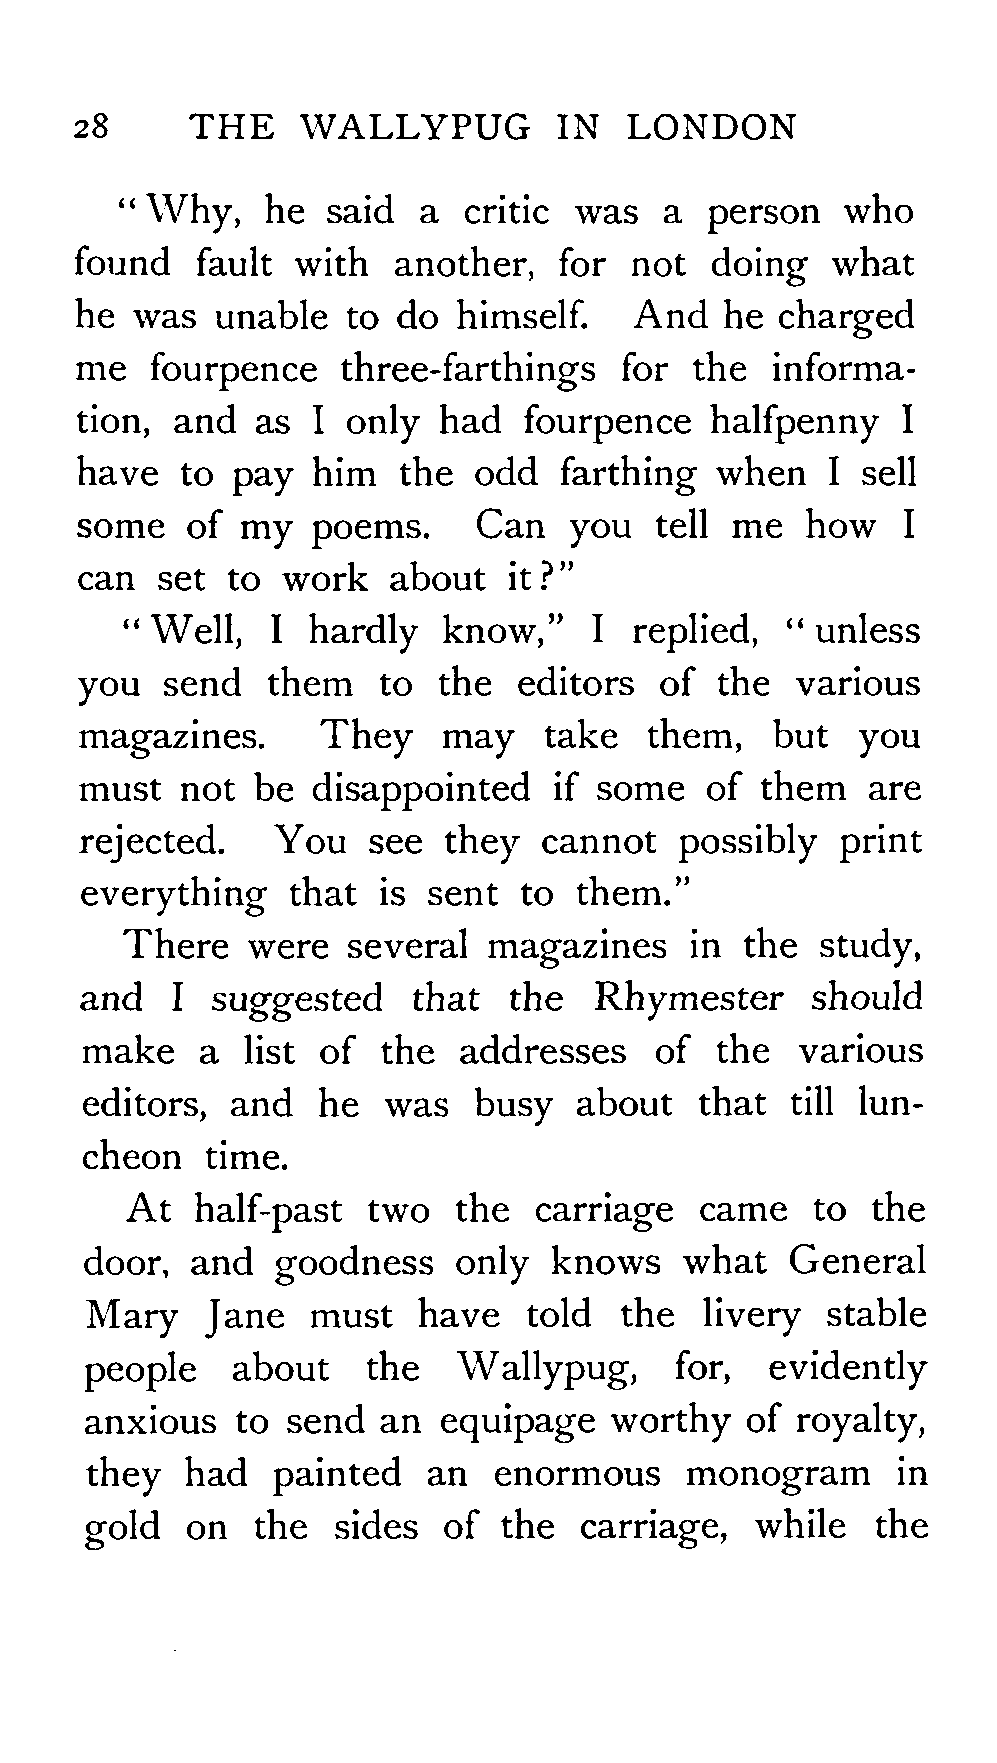 28 THE WALLYPUG IN LONDON
“Why, he said a critic was a person who
found fault with another, for not doing what
he was unable to do himself. And he charged
me fourpence three-farthings for the informa-
tion, and as I only had fourpence halfpenny I
have to pay him the odd farthing when I sell
some of my poems. Can you tell me how I
can set to work about it?”
“Well, I hardly know,” I replied, “unless
you send them to the editors of the various
magazines. They may take them, but you
must not be disappointed if some of them are
rejected. You see they cannot possibly print
everything that is sent to them.”
There were several magazines in the study,
and I suggested that the Rhymester should
make a list of the addresses of the various
editors, and he was busy about that till lun-
cheon time.
At half-past two the carriage came to the
door, and goodness only knows what General
Mary Jane must have told the livery stable
people about the Wallypug, for, evidently
anxious to send an equipage worthy of royalty,
they had painted an enormous monogram in
gold on the sides of the carriage, while the